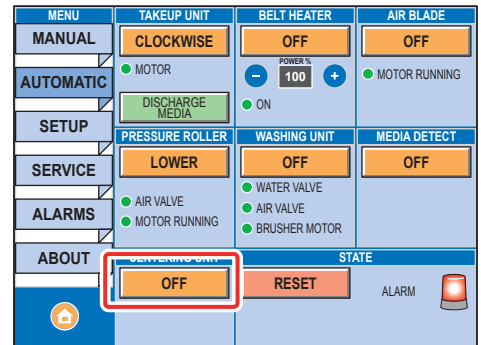 MENU
MANUAL
AUTOMATIC
SETUP
SERVICE
ALARMS
ABOUT
TAKEUP UNIT
CLOCKWISE
MOTOR
DISCHARGE
MEDIA
BELT HEATER
OFF
POWER %
100
ON
AIR BLADE
OFF
MOTOR RUNNING
PRESSURE ROLLER
LOWER
AIR VALVE
MOTOR RUNNING
WASHING UNIT
OFF
WATER VALVE
AIR VALVE
BRUSHER MOTOR
MEDIA DETECT
OFF
CENTERING UNIT
OFF
STATE
RESET
ALARM